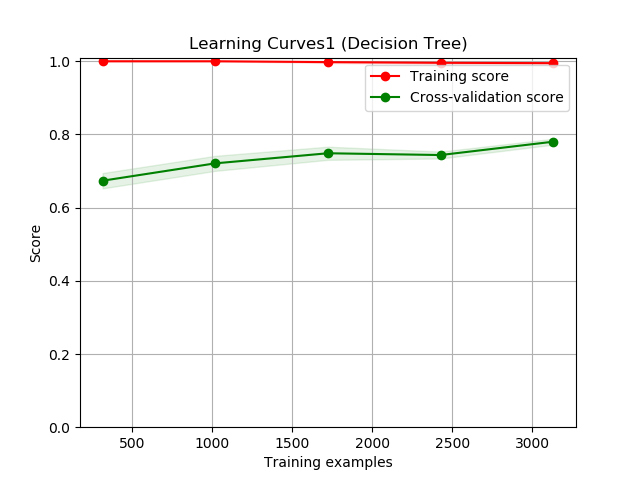 Learning Curves1 (Decision Tree)
1.0
0.8
0.6
0.4
0.2
0.0
Score
Training score
Cross-validation score
500 1000 1500 2000 2500 3000
Training examples